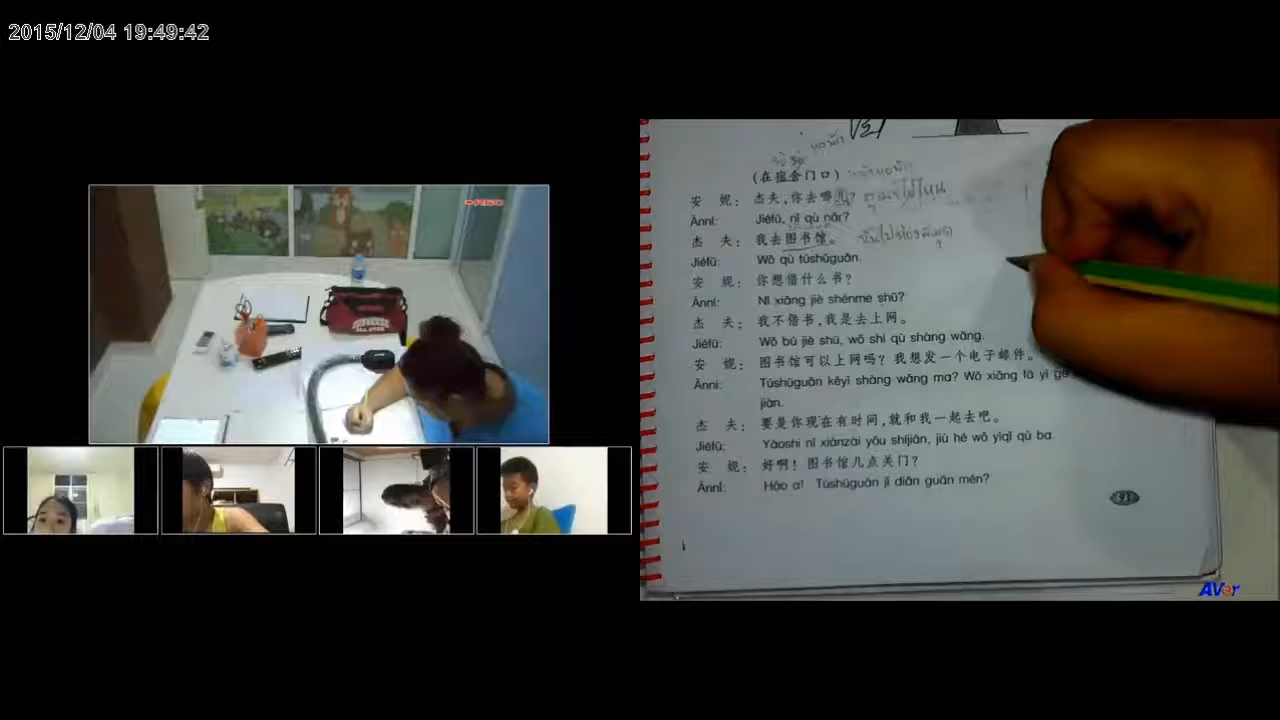 2015/12/04 19:49:42
CONVERSE
ALL STAR
(在宿舍门口)
安 妮: 杰夫,你去哪儿?
Ānnī: Jiéfū, nǐ qù nǎr?
杰 夫: 我去图书馆。
Jiéfū: Wǒ qù túshūguǎn.
安 妮: 你想借什么书?
Ānnī: Nǐ xiǎng jiè shénme shū?
杰 夫: 我不借书,我是去上网。
Jiéfū: Wǒ bú jiè shū, wǒ shì qù shàng wǎng.
安 妮: 图书馆可以上网吗? 我想发一个电子邮件。
Ānnī: Túshūguǎn kěyǐ shàng wǎng ma? Wǒ xiǎng fā yí ge
jiàn.
杰 夫: 要是你现在有时间,就和我一起去吧。
Jiéfū: Yàoshi nǐ xiànzài yǒu shíjiān, jiù hé wǒ yìqǐ qù ba.
安 妮: 好啊! 图书馆几点关门?
Ānnī: Hǎo a! Túshūguǎn jǐ diǎn guān mén?
91
AVer